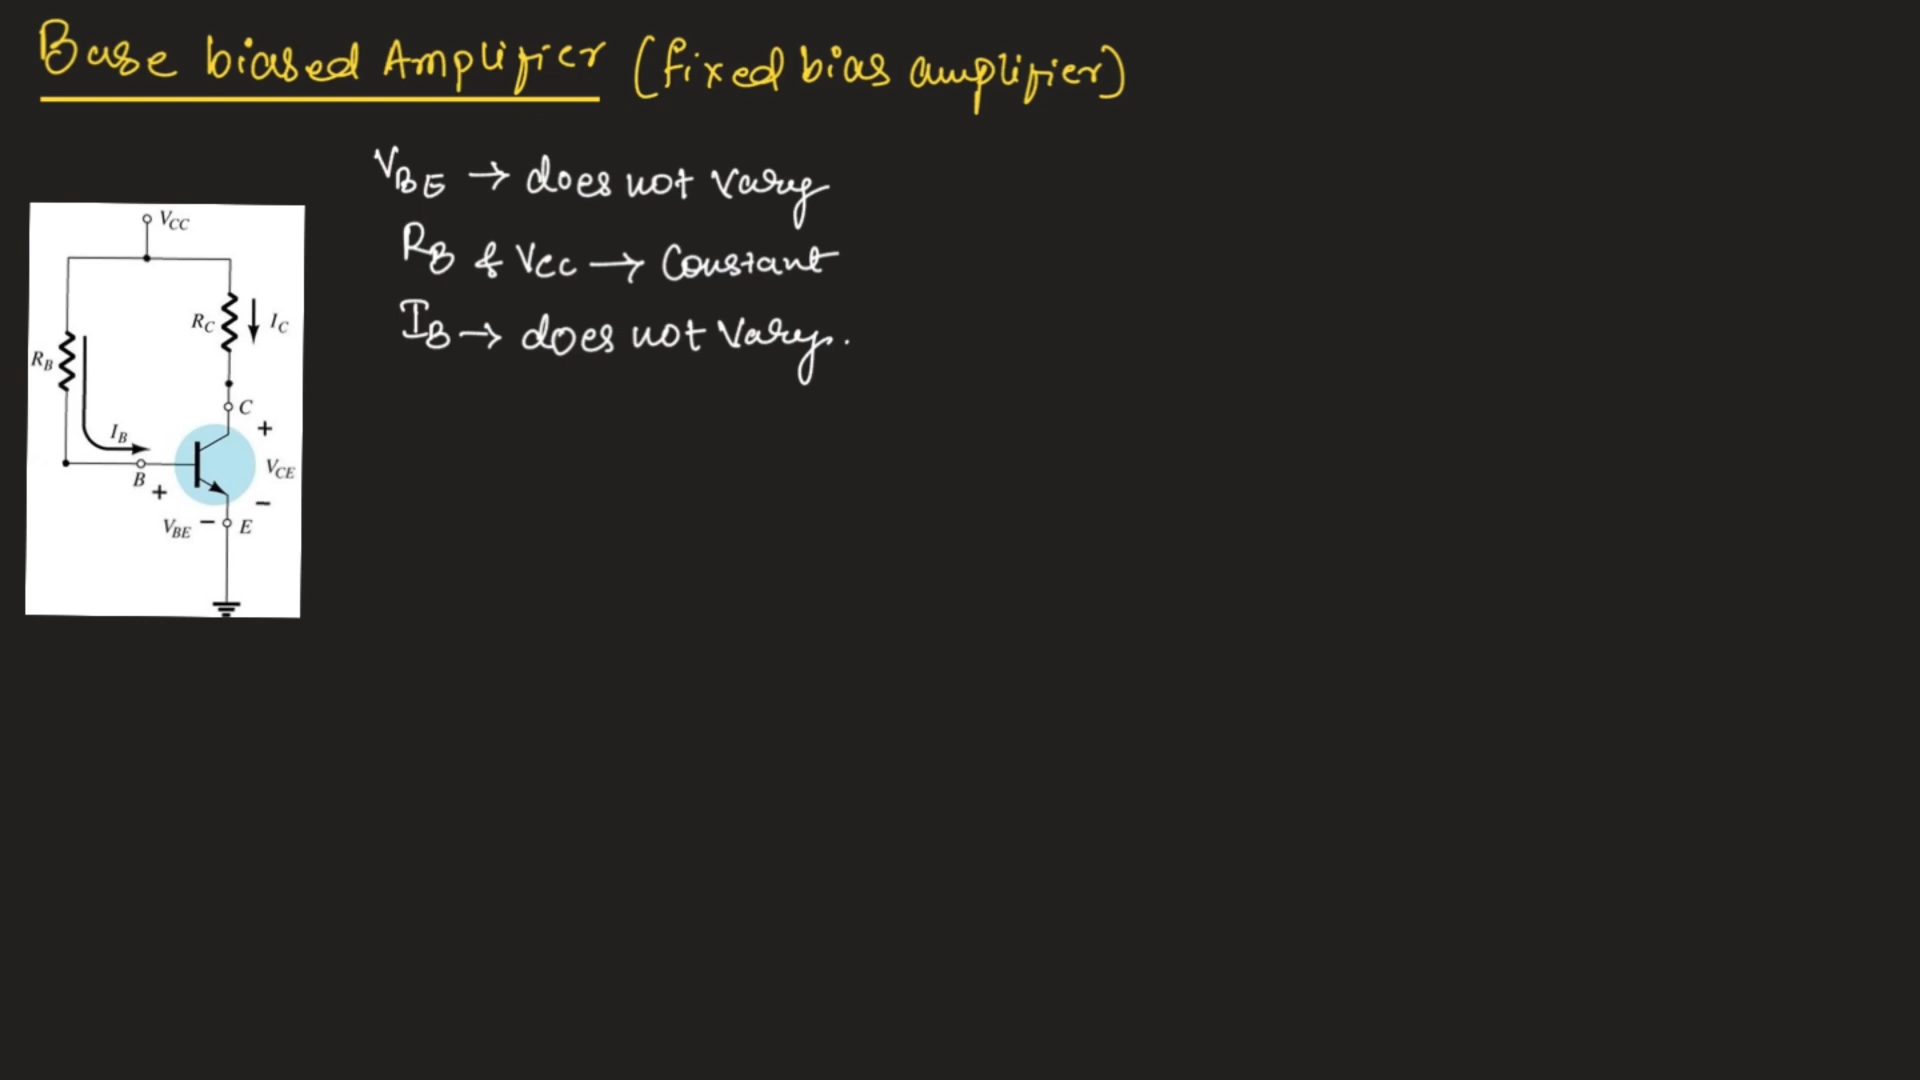 Base biased Amplifier (fixed bias amplifier)
VBE → does not vary
RB & Vcc → Constant
IB → does not vary.
VCC
RC IC
RB
C
+
IB
VCE
B
+
−
VBE − E